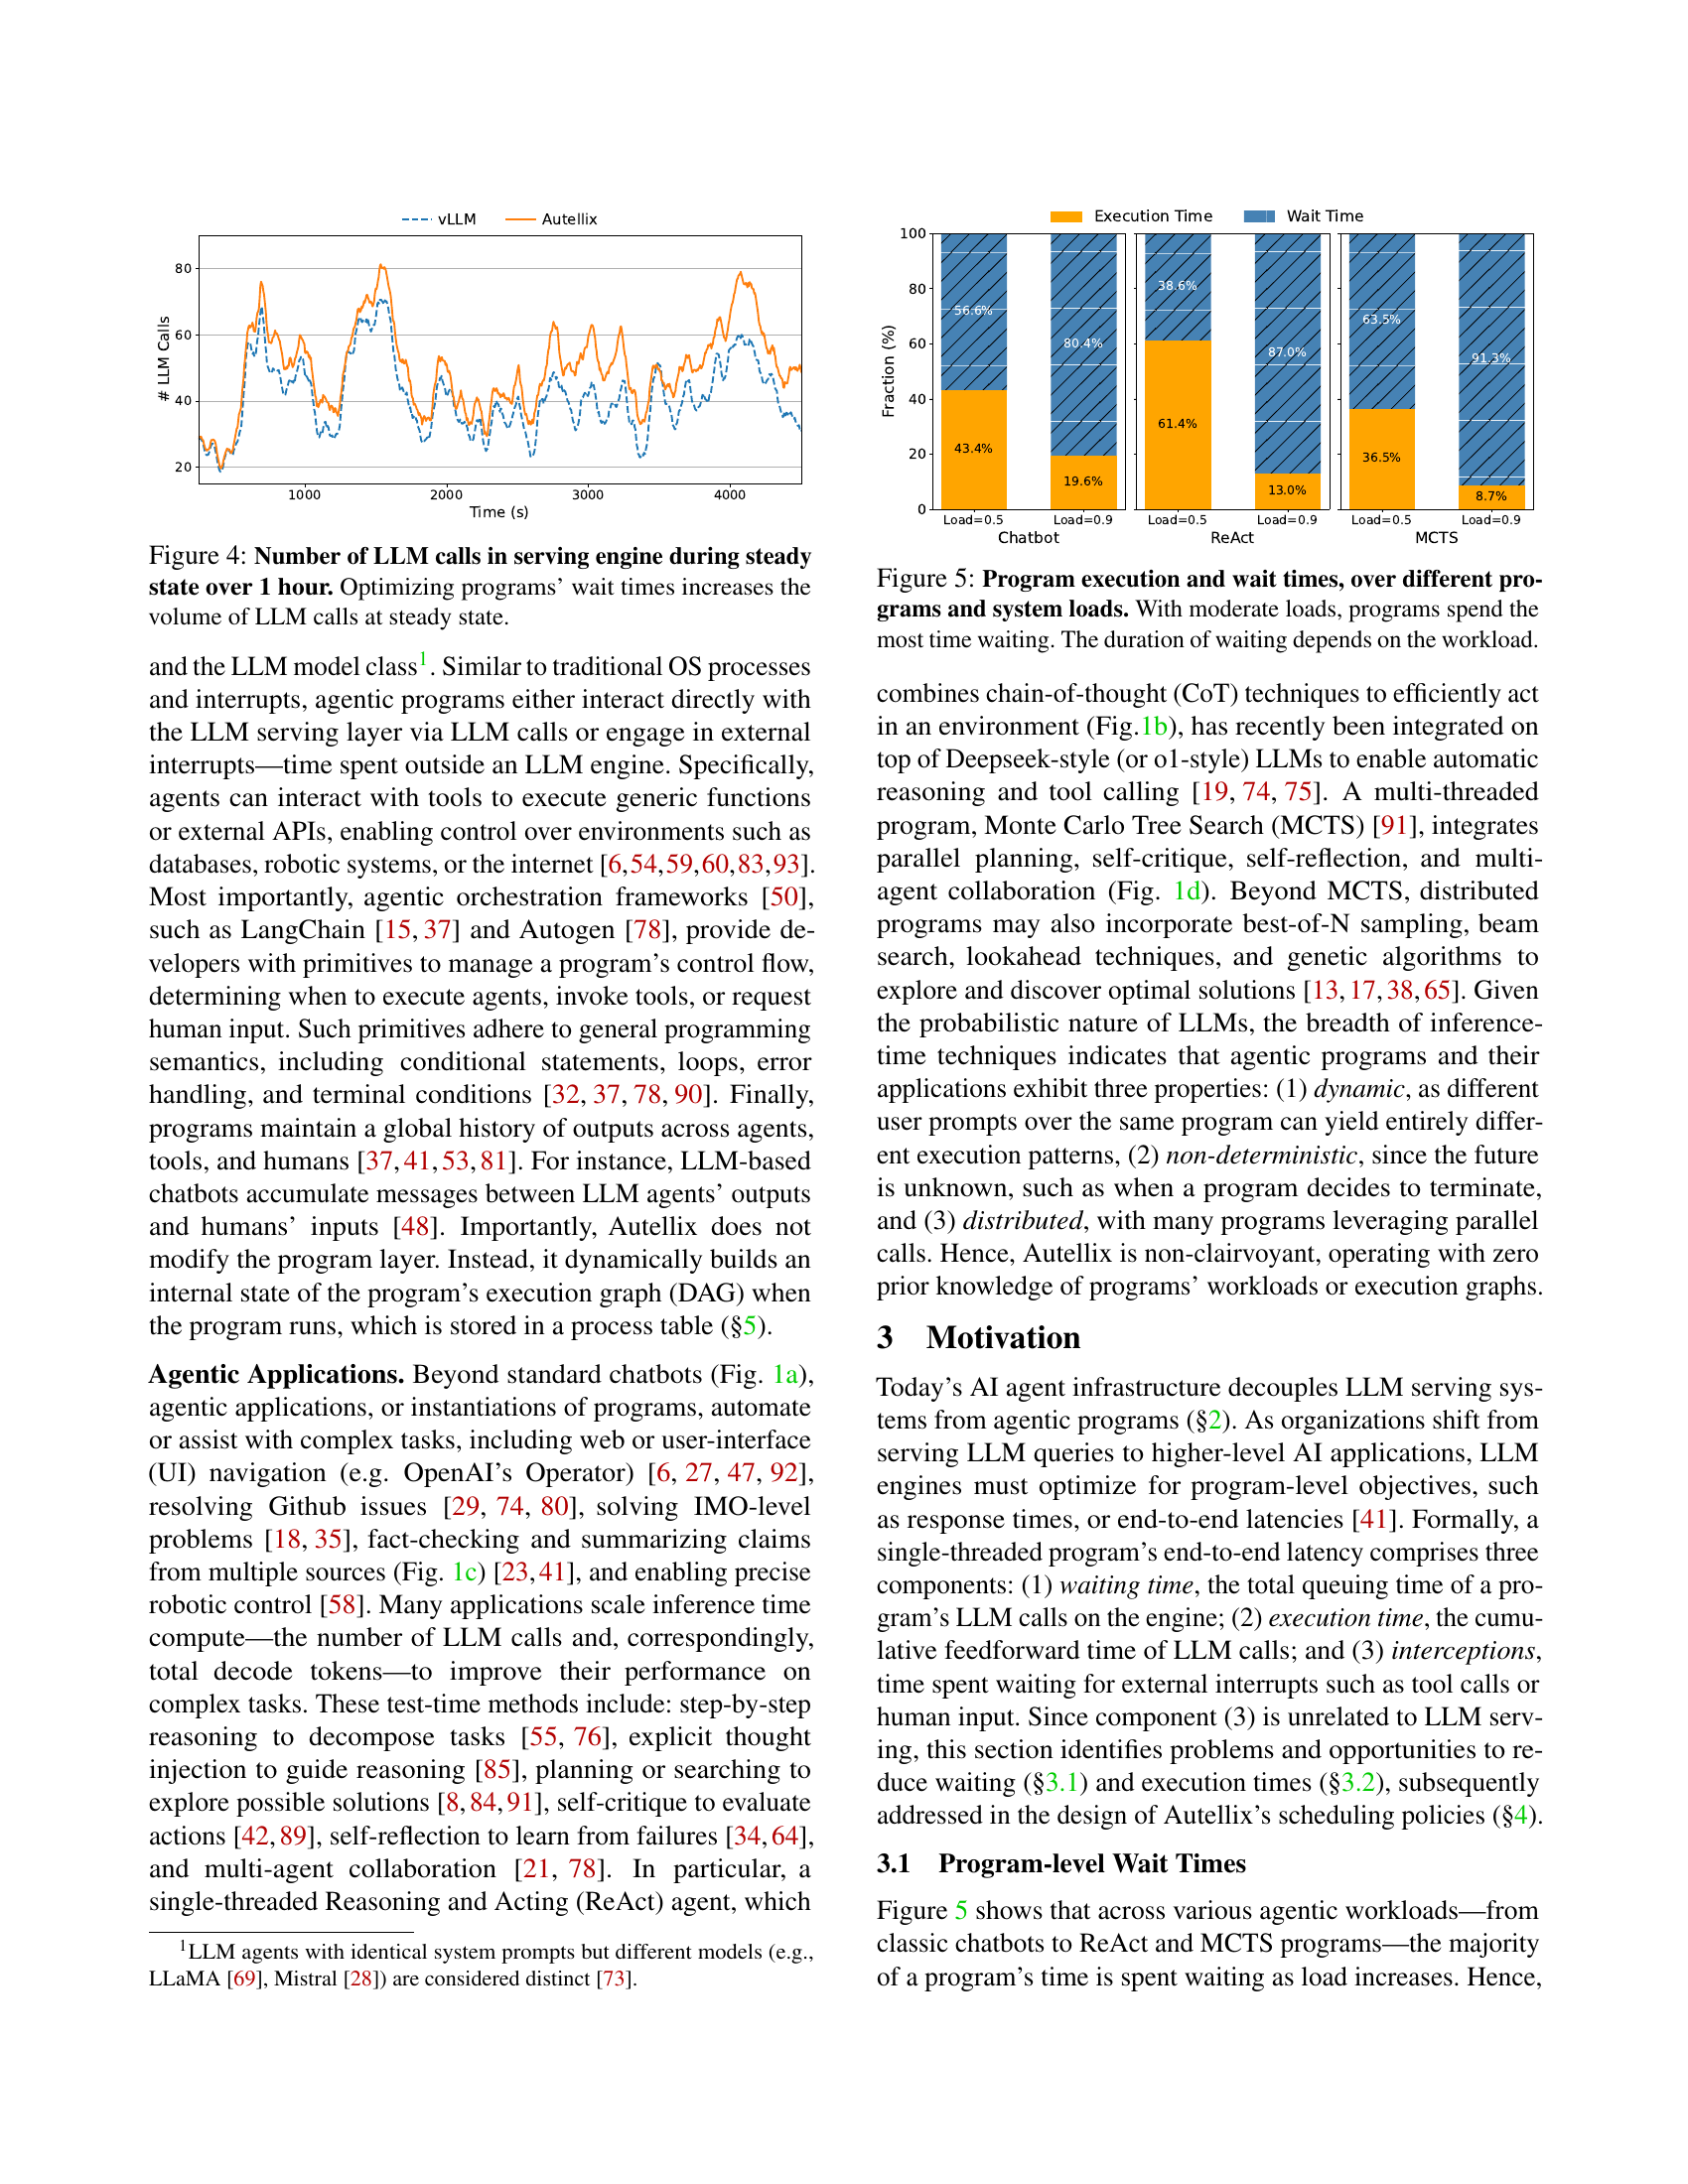 vLLM Autellix
80
60
40
20
# LLM Calls
1000 2000 3000 4000
Time (s)
Figure 4: Number of LLM calls in serving engine during steady
state over 1 hour. Optimizing programs’ wait times increases the
volume of LLM calls at steady state.
and the LLM model class1. Similar to traditional OS processes
and interrupts, agentic programs either interact directly with
the LLM serving layer via LLM calls or engage in external
interrupts—time spent outside an LLM engine. Specifically,
agents can interact with tools to execute generic functions
or external APIs, enabling control over environments such as
databases, robotic systems, or the internet [6,54,59,60,83,93].
Most importantly, agentic orchestration frameworks [50],
such as LangChain [15, 37] and Autogen [78], provide de-
velopers with primitives to manage a program’s control flow,
determining when to execute agents, invoke tools, or request
human input. Such primitives adhere to general programming
semantics, including conditional statements, loops, error
handling, and terminal conditions [32, 37, 78, 90]. Finally,
programs maintain a global history of outputs across agents,
tools, and humans [37,41,53,81]. For instance, LLM-based
chatbots accumulate messages between LLM agents’ outputs
and humans’ inputs [48]. Importantly, Autellix does not
modify the program layer. Instead, it dynamically builds an
internal state of the program’s execution graph (DAG) when
the program runs, which is stored in a process table (§5).
Agentic Applications. Beyond standard chatbots (Fig. 1a),
agentic applications, or instantiations of programs, automate
or assist with complex tasks, including web or user-interface
(UI) navigation (e.g. OpenAI’s Operator) [6, 27, 47, 92],
resolving Github issues [29, 74, 80], solving IMO-level
problems [18, 35], fact-checking and summarizing claims
from multiple sources (Fig. 1c) [23,41], and enabling precise
robotic control [58]. Many applications scale inference time
compute—the number of LLM calls and, correspondingly,
total decode tokens—to improve their performance on
complex tasks. These test-time methods include: step-by-step
reasoning to decompose tasks [55, 76], explicit thought
injection to guide reasoning [85], planning or searching to
explore possible solutions [8,84,91], self-critique to evaluate
actions [42,89], self-reflection to learn from failures [34,64],
and multi-agent collaboration [21, 78]. In particular, a
single-threaded Reasoning and Acting (ReAct) agent, which
1LLM agents with identical system prompts but different models (e.g.,
LLaMA [69], Mistral [28]) are considered distinct [73].
Execution Time Wait Time
100
80
60
40
20
0
Fraction (%)
56.6% 80.4% 38.6% 87.0% 63.5% 91.3%
43.4% 19.6% 61.4% 13.0% 36.5% 8.7%
Load=0.5 Load=0.9 Load=0.5 Load=0.9 Load=0.5 Load=0.9
Chatbot ReAct MCTS
Figure 5: Program execution and wait times, over different pro-
grams and system loads. With moderate loads, programs spend the
most time waiting. The duration of waiting depends on the workload.
combines chain-of-thought (CoT) techniques to efficiently act
in an environment (Fig.1b), has recently been integrated on
top of Deepseek-style (or o1-style) LLMs to enable automatic
reasoning and tool calling [19, 74, 75]. A multi-threaded
program, Monte Carlo Tree Search (MCTS) [91], integrates
parallel planning, self-critique, self-reflection, and multi-
agent collaboration (Fig. 1d). Beyond MCTS, distributed
programs may also incorporate best-of-N sampling, beam
search, lookahead techniques, and genetic algorithms to
explore and discover optimal solutions [13,17,38,65]. Given
the probabilistic nature of LLMs, the breadth of inference-
time techniques indicates that agentic programs and their
applications exhibit three properties: (1) dynamic, as different
user prompts over the same program can yield entirely differ-
ent execution patterns, (2) non-deterministic, since the future
is unknown, such as when a program decides to terminate,
and (3) distributed, with many programs leveraging parallel
calls. Hence, Autellix is non-clairvoyant, operating with zero
prior knowledge of programs’ workloads or execution graphs.
3 Motivation
Today’s AI agent infrastructure decouples LLM serving sys-
tems from agentic programs (§2). As organizations shift from
serving LLM queries to higher-level AI applications, LLM
engines must optimize for program-level objectives, such
as response times, or end-to-end latencies [41]. Formally, a
single-threaded program’s end-to-end latency comprises three
components: (1) waiting time, the total queuing time of a pro-
gram’s LLM calls on the engine; (2) execution time, the cumu-
lative feedforward time of LLM calls; and (3) interceptions,
time spent waiting for external interrupts such as tool calls or
human input. Since component (3) is unrelated to LLM serv-
ing, this section identifies problems and opportunities to re-
duce waiting (§3.1) and execution times (§3.2), subsequently
addressed in the design of Autellix’s scheduling policies (§4).
3.1 Program-level Wait Times
Figure 5 shows that across various agentic workloads—from
classic chatbots to ReAct and MCTS programs—the majority
of a program’s time is spent waiting as load increases. Hence,